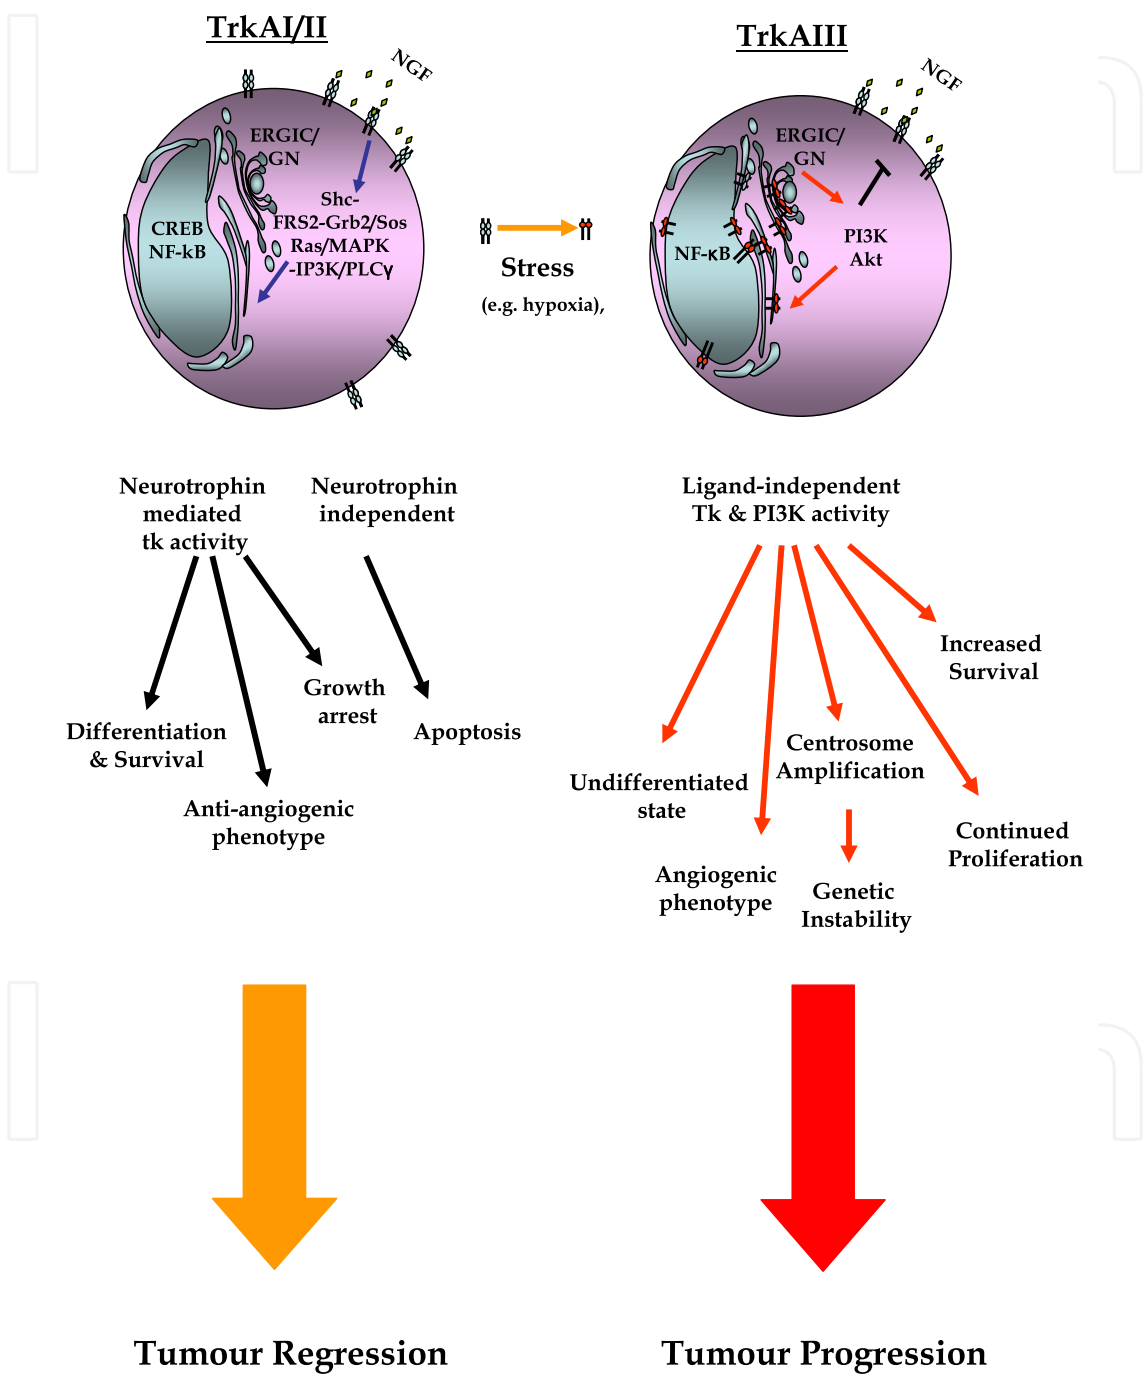 TrkAI/II
TrkAIII
NGF
NGF
ERGIC/
GN
Shc-
FRS2-Grb2/Sos
Ras/MAPK
-IP3K/PLCγ
CREB
NF-kB
Stress
(e.g. hypoxia),
ERGIC/
GN
NF-κB
PI3K
Akt
Neurotrophin
mediated
tk activity
Neurotrophin
independent
Differentiation
& Survival
Anti-angiogenic
phenotype
Growth
arrest
Apoptosis
Ligand-independent
Tk & PI3K activity
Increased
Survival
Undifferentiated
state
Centrosome
Amplification
Angiogenic
phenotype
Genetic
Instability
Continued
Proliferation
Tumour Regression
Tumour Progression